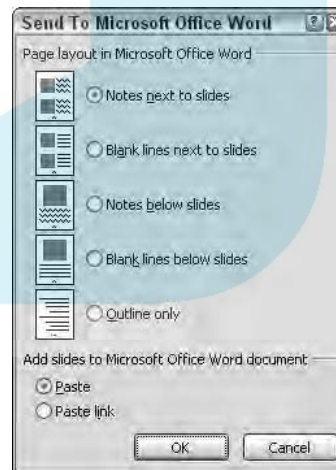 Send To Microsoft Office Word
Page layout in Microsoft Office Word
Notes next to slides
Blank lines next to slides
Notes below slides
Blank lines below slides
Outline only
Add slides to Microsoft Office Word document
Paste
Paste link
OK Cancel